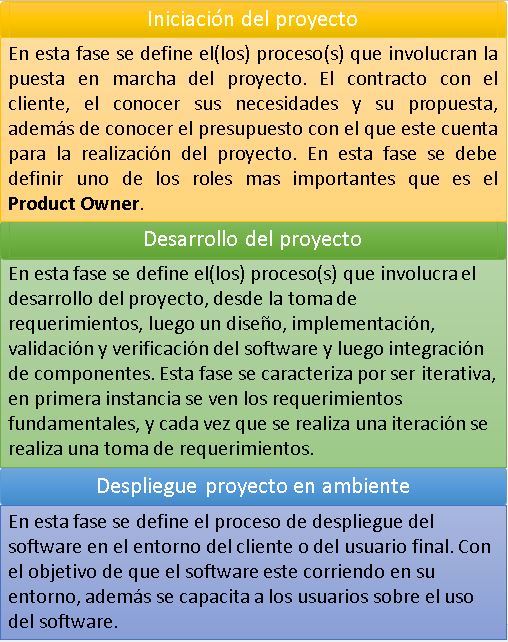 Iniciación del proyecto
En esta fase se define el(los) proceso(s) que involucran la
puesta en marcha del proyecto. El contracto con el
cliente, el conocer sus necesidades y su propuesta,
además de conocer el presupuesto con el que este cuenta
para la realización del proyecto. En esta fase se debe
definir uno de los roles mas importantes que es el
Product Owner.
Desarrollo del proyecto
En esta fase se define el(los) proceso(s) que involucra el
desarrollo del proyecto, desde la toma de
requerimientos, luego un diseño, implementación,
validación y verificación del software y luego integración
de componentes. Esta fase se caracteriza por ser iterativa,
en primera instancia se ven los requerimientos
fundamentales, y cada vez que se realiza una iteración se
realiza una toma de requerimientos.
Despliegue proyecto en ambiente
En esta fase se define el proceso de despliegue del
software en el entorno del cliente o del usuario final. Con
el objetivo de que el software este corriendo en su
entorno, además se capacita a los usuarios sobre el uso
del software.